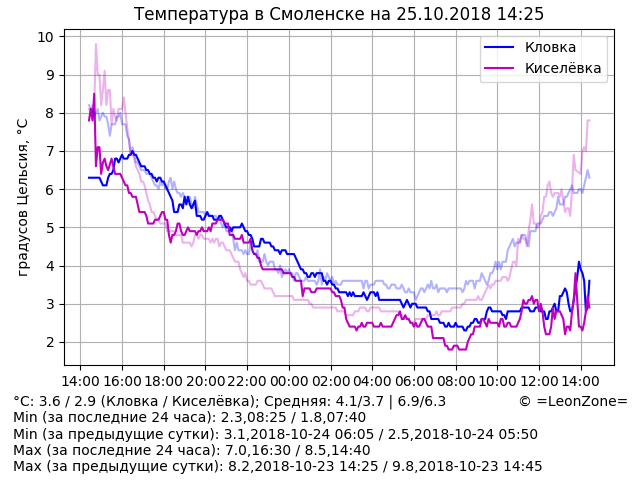 Температура в Смоленске на 25.10.2018 14:25
Кловка
Киселёвка
градусов Цельсия, °C
10
9
8
7
6
5
4
3
2
14:00 16:00 18:00 20:00 22:00 00:00 02:00 04:00 06:00 08:00 10:00 12:00 14:00
°C: 3.6 / 2.9 (Кловка / Киселёвка); Средняя: 4.1/3.7 | 6.9/6.3 © =LeonZone=
Min (за последние 24 часа): 2.3,08:25 / 1.8,07:40
Min (за предыдущие сутки): 3.1,2018-10-24 06:05 / 2.5,2018-10-24 05:50
Max (за последние 24 часа): 7.0,16:30 / 8.5,14:40
Max (за предыдущие сутки): 8.2,2018-10-23 14:25 / 9.8,2018-10-23 14:45